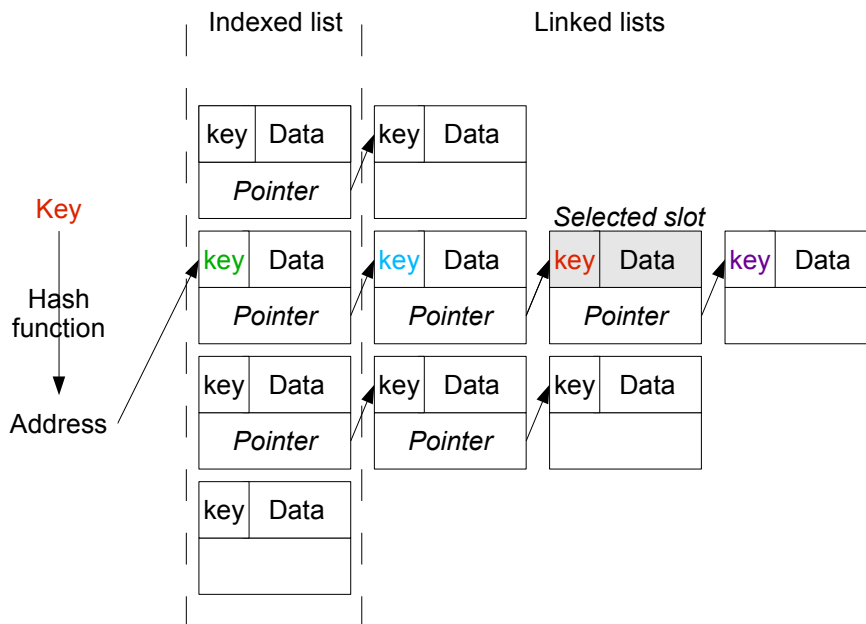 Indexed list Linked lists
key Data key Data
Pointer
Key
Selected slot
key Data key Data key Data key Data
Hash
function
Pointer Pointer Pointer
key Data key Data key Data
Address
Pointer Pointer
key Data